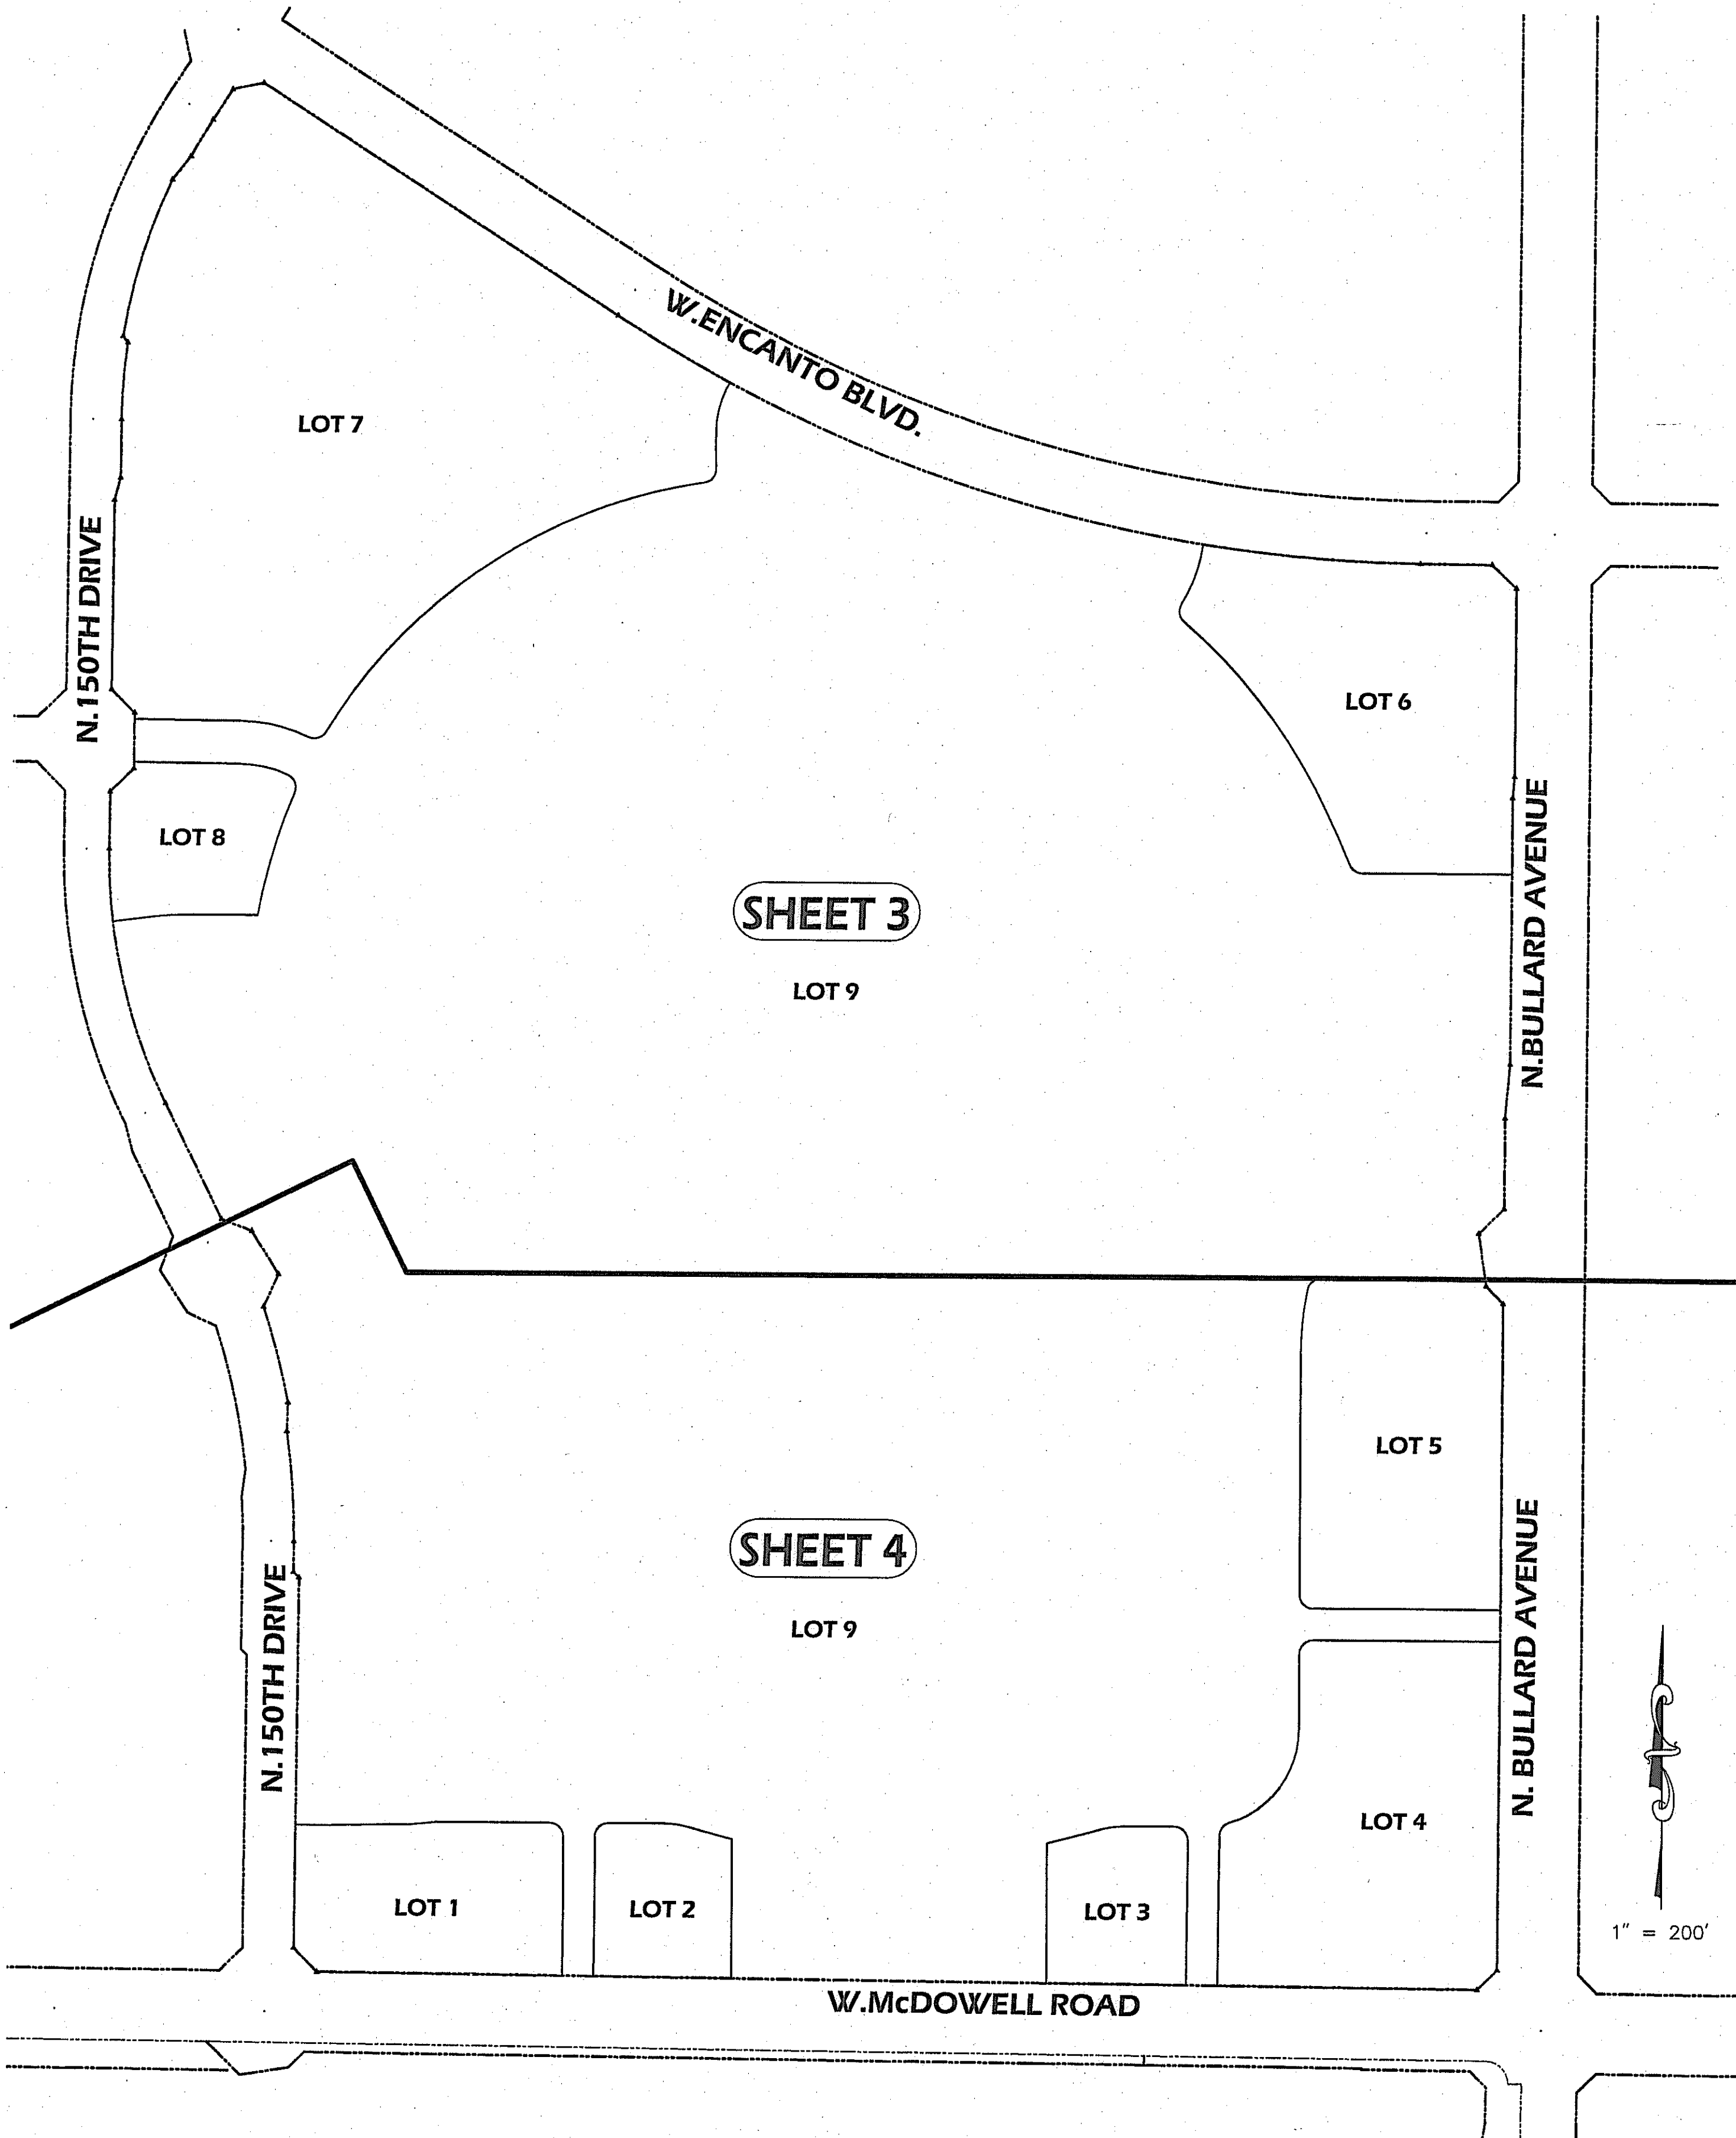 W.ENCANTO BLVD.
LOT 7
N.150TH DRIVE
LOT 6
LOT 8
N.BULLARD AVENUE
SHEET 3
LOT 9
LOT 5
SHEET 4
LOT 9
N.150TH DRIVE
N. BULLARD AVENUE
LOT 4
LOT 1
LOT 2
LOT 3
1" = 200'
W.McDOWELL ROAD